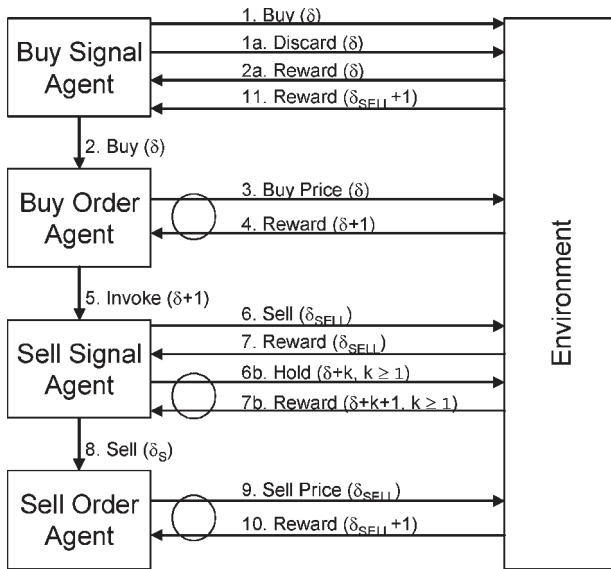 1. Buy (δ)
1a. Discard (δ)
2a. Reward (δ)
11. Reward (δSELL+1)
Buy Signal
Agent
2. Buy (δ)
Buy Order
Agent
3. Buy Price (δ)
4. Reward (δ+1)
5. Invoke (δ+1)
Sell Signal
Agent
6. Sell (δSELL)
7. Reward (δSELL)
6b. Hold (δ+k, k ≥ 1)
7b. Reward (δ+k+1, k ≥ 1)
8. Sell (δS)
Sell Order
Agent
9. Sell Price (δSELL)
10. Reward (δSELL+1)
Environment